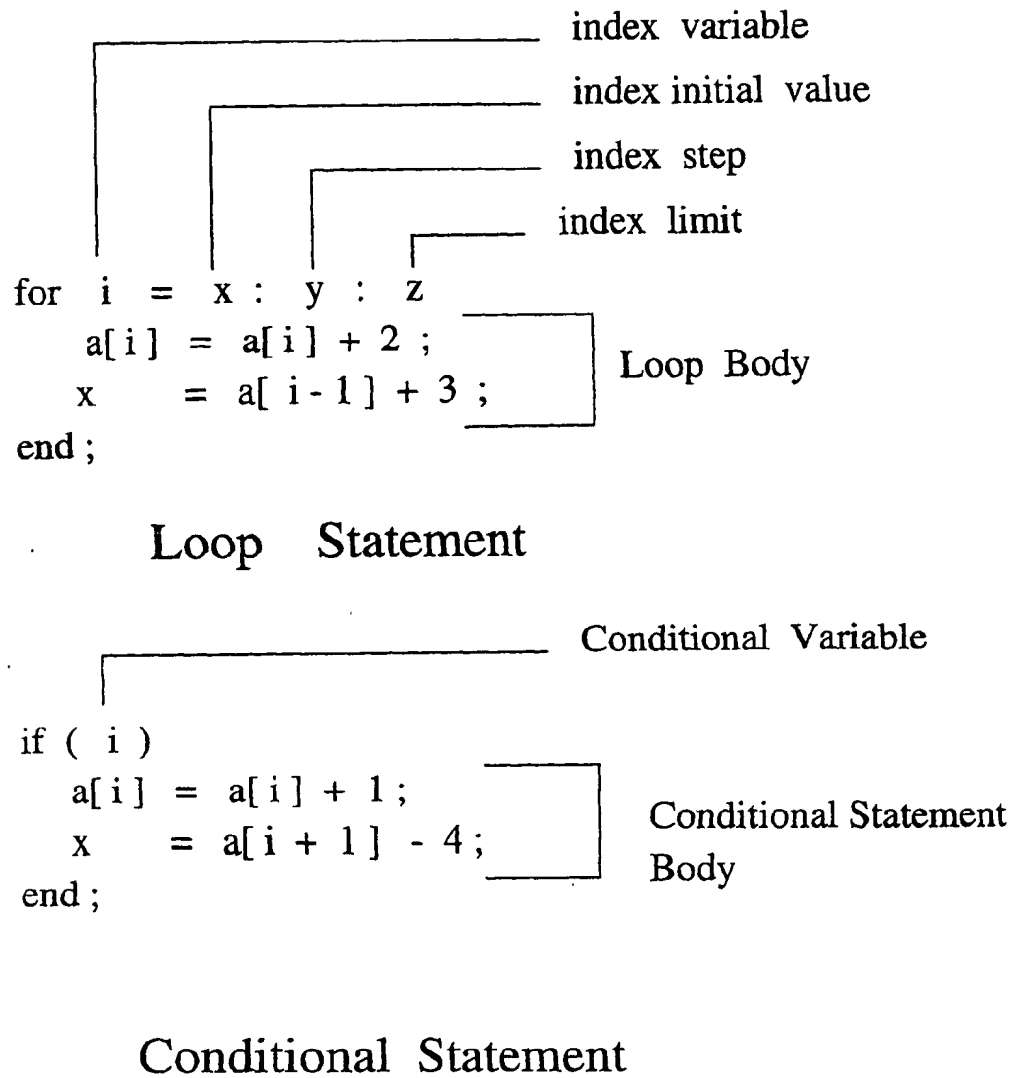 index variable
index initial value
index step
index limit
for i = x : y : z
a[ i ] = a[ i ] + 2 ;
x = a[ i - 1 ] + 3 ;
end ;
Loop Body
Loop Statement
Conditional Variable
if ( i )
a[ i ] = a[ i ] + 1 ;
x = a[ i + 1 ] - 4 ;
end ;
Conditional Statement
Body
Conditional Statement